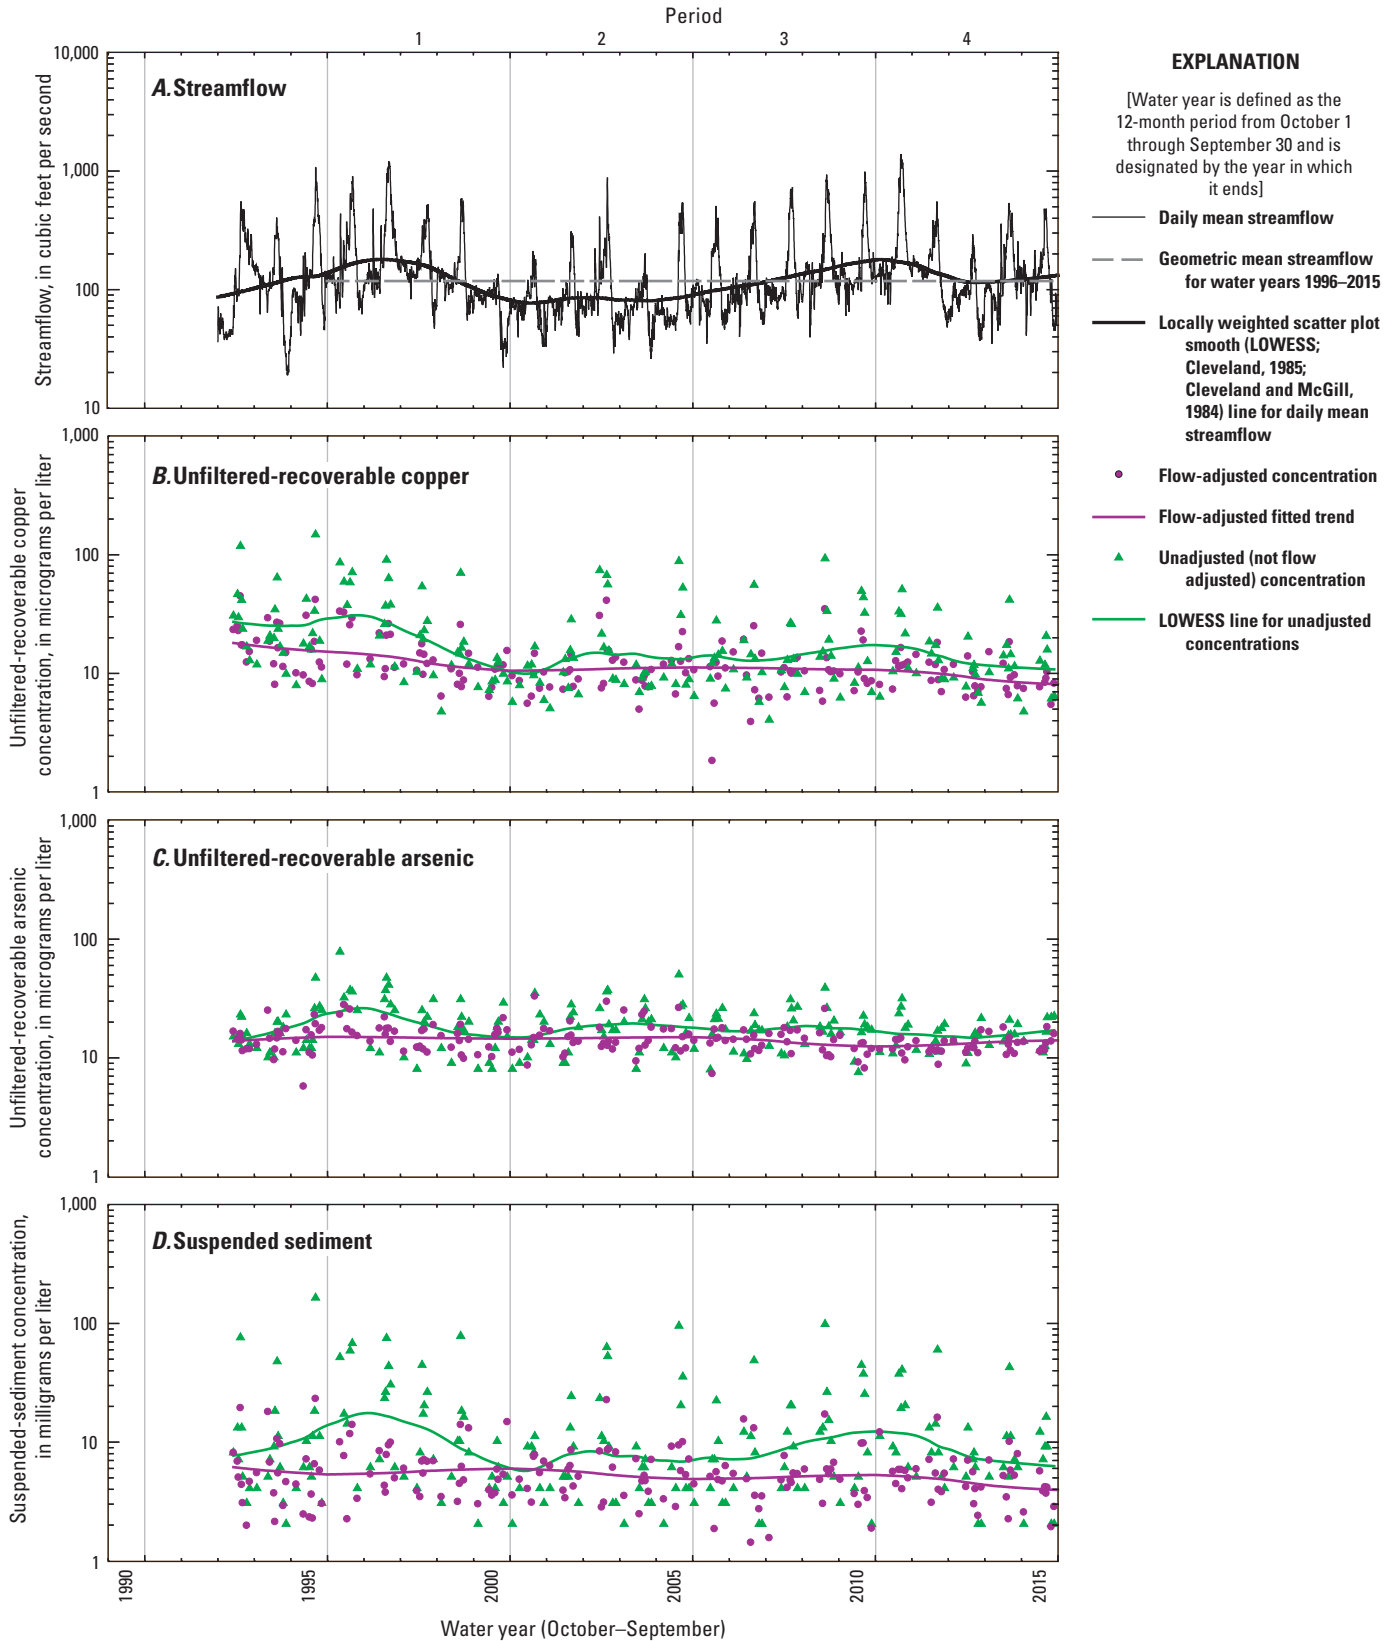 Period
1 2 3 4
A. Streamflow
10,000
1,000
100
10
Streamflow, in cubic feet per second
B. Unfiltered-recoverable copper
1,000
100
10
1
Unfiltered-recoverable copper
concentration, in micrograms per liter
C. Unfiltered-recoverable arsenic
1,000
100
10
1
Unfiltered-recoverable arsenic
concentration, in micrograms per liter
D. Suspended sediment
1,000
100
10
1
Suspended-sediment concentration,
in milligrams per liter
1990 1995 2000 2005 2010 2015
Water year (October–September)
EXPLANATION
[Water year is defined as the
12-month period from October 1
through September 30 and is
designated by the year in which
it ends]
Daily mean streamflow
Geometric mean streamflow
for water years 1996–2015
Locally weighted scatter plot
smooth (LOWESS;
Cleveland, 1985;
Cleveland and McGill,
1984) line for daily mean
streamflow
Flow-adjusted concentration
Flow-adjusted fitted trend
Unadjusted (not flow
adjusted) concentration
LOWESS line for unadjusted
concentrations